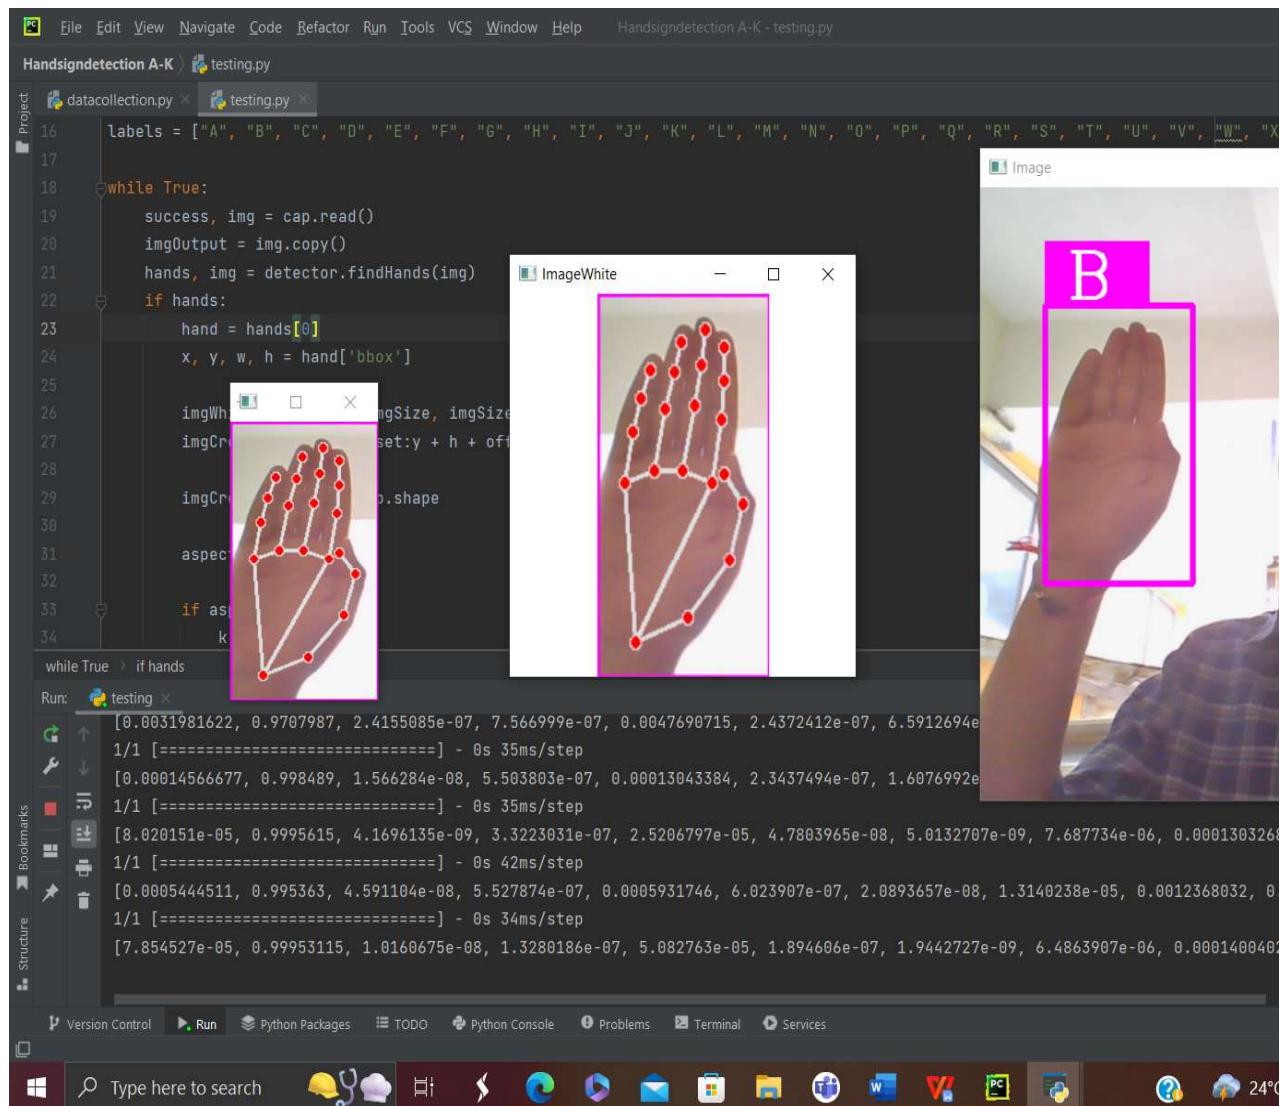 File Edit View Navigate Code Refactor Run Tools VCS Window Help Handsigndetection A-K - testing.py
Handsigndetection A-K testing.py
Project
datacollection.py testing.py
16 labels = ["A", "B", "C", "D", "E", "F", "G", "H", "I", "J", "K", "L", "M", "N", "O", "P", "Q", "R", "S", "T", "U", "V", "W", "X
17
18 while True:
19 success, img = cap.read()
20 imgOutput = img.copy()
21 hands, img = detector.findHands(img)
22 if hands:
23 hand = hands[0]
24 x, y, w, h = hand['bbox']
25
26 imgWh gSize, imgSize
27 imgCr set:y + h + off
28
29 imgCr .shape
30
31 aspec
32
33 if as
34 k
Image
B
ImageWhite
while True if hands
Run: testing
[0.0031981622, 0.9707987, 2.4155085e-07, 7.566999e-07, 0.0047690715, 2.4372412e-07, 6.5912694e
1/1 [==============================] - 0s 35ms/step
[0.00014566677, 0.998489, 1.566284e-08, 5.503803e-07, 0.00013043384, 2.3437494e-07, 1.6076992e
1/1 [==============================] - 0s 35ms/step
[8.020151e-05, 0.9995615, 4.1696135e-09, 3.3223031e-07, 2.5206797e-05, 4.7803965e-08, 5.0132707e-09, 7.687734e-06, 0.0001303268
1/1 [==============================] - 0s 42ms/step
[0.0005444511, 0.995363, 4.591104e-08, 5.527874e-07, 0.0005931746, 6.023907e-07, 2.0893657e-08, 1.3140238e-05, 0.0012368032, 0
1/1 [==============================] - 0s 34ms/step
[7.854527e-05, 0.99953115, 1.0160675e-08, 1.3280186e-07, 5.082763e-05, 1.894606e-07, 1.9442727e-09, 6.4863907e-06, 0.000140040
Bookmarks
Structure
Version Control Run Python Packages TODO Python Console Problems Terminal Services
Type here to search
24°C